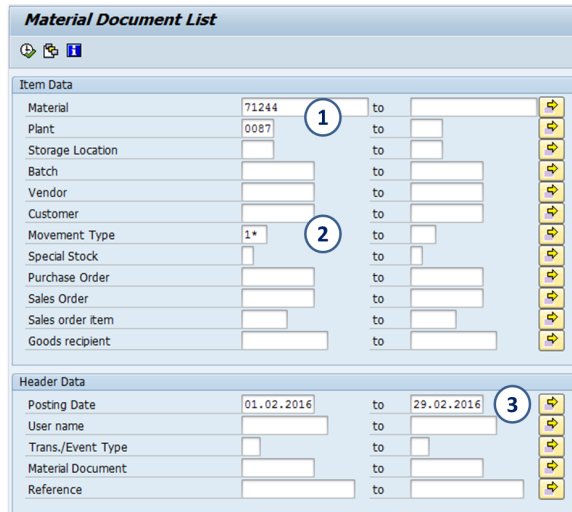 Material Document List
Item Data
Material 71244 to
1
Plant 0087 to
Storage Location to
Batch to
Vendor to
Customer to
Movement Type 1* to
2
Special Stock to
Purchase Order to
Sales Order to
Sales order item to
Goods recipient to
Header Data
Posting Date 01.02.2016 to 29.02.2016 3
User name to
Trans./Event Type to
Material Document to
Reference to